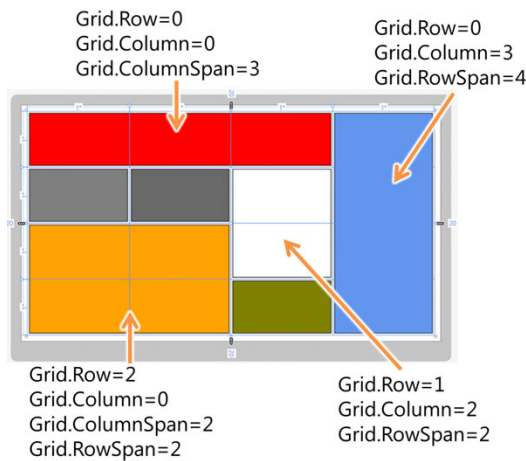 Grid.Row=0
Grid.Column=0
Grid.ColumnSpan=3
Grid.Row=0
Grid.Column=3
Grid.RowSpan=4
Grid.Row=2
Grid.Column=0
Grid.ColumnSpan=2
Grid.RowSpan=2
Grid.Row=1
Grid.Column=2
Grid.RowSpan=2